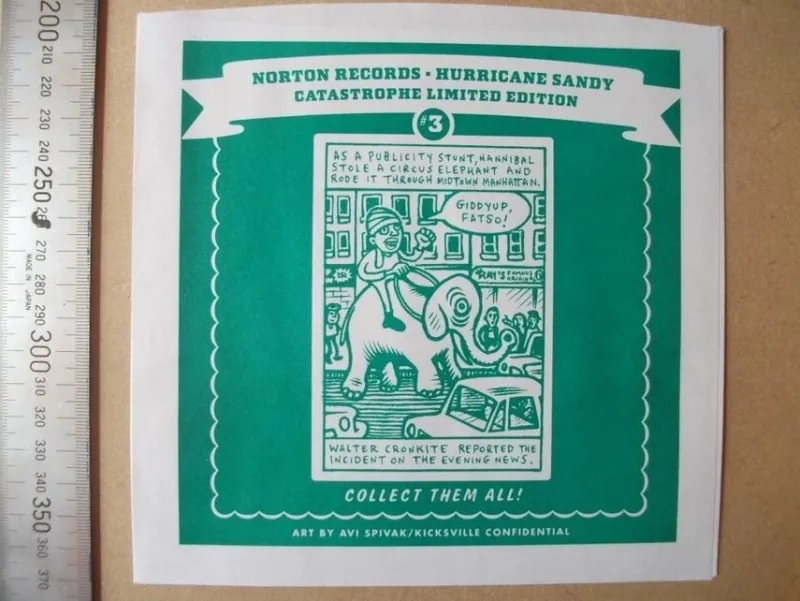 NORTON RECORDS • HURRICANE SANDY
CATASTROPHE LIMITED EDITION
#3
AS A PUBLICITY STUNT, HANNIBAL
STOLE A CIRCUS ELEPHANT AND
RODE IT THROUGH MIDTOWN MANHATTAN.
GIDDYUP,
FATSO!
RAY'S FAMOUS
ORIGINAL
WALTER CRONKITE REPORTED THE
INCIDENT ON THE EVENING NEWS.
COLLECT THEM ALL!
ART BY AVI SPIVAK/KICKSVILLE CONFIDENTIAL
200
210
220
230
240
250
270
280
MADE IN JAPAN
290
300
310
320
330
340
350
360
370